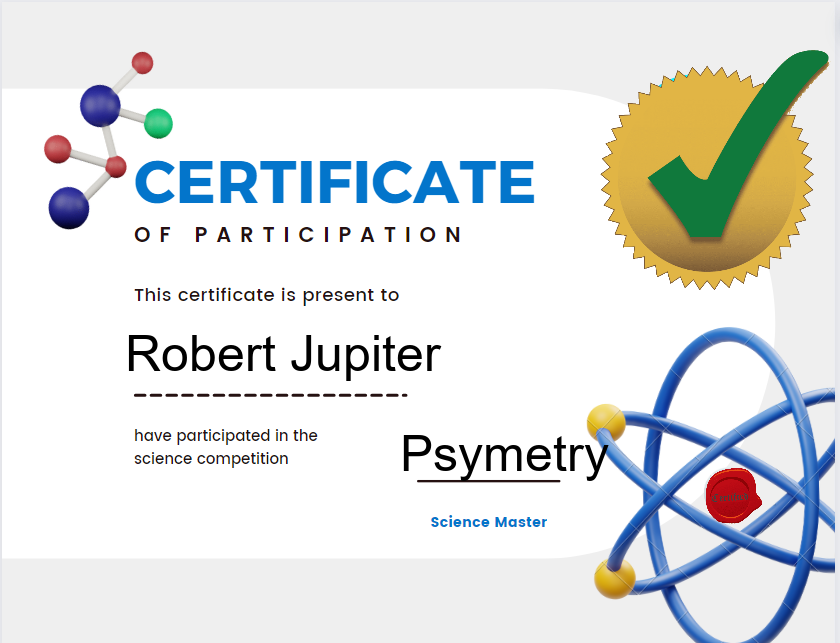 CERTIFICATE
OF PARTICIPATION
This certificate is present to
Robert Jupiter
have participated in the
science competition
Psymetry
Science Master